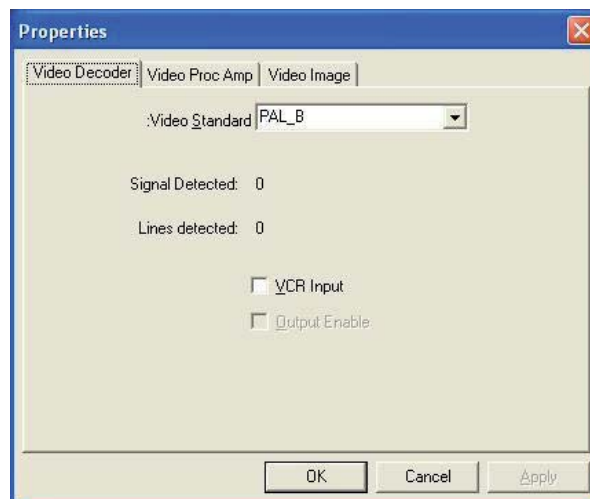 Properties
Video Decoder Video Proc Amp Video Image
:Video Standard PAL_B
Signal Detected: 0
Lines detected: 0
VCR Input
Output Enable
OK Cancel Apply